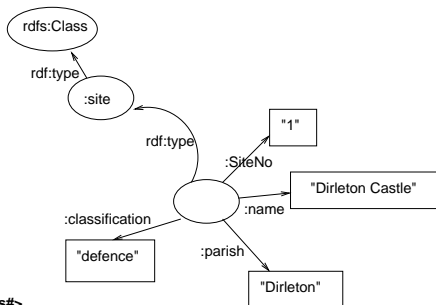 rdfs:Class
rdf:type
:site
"1"
rdf:type
:SiteNo
"Dirleton Castle"
:name
:classification
:parish
"defence"
"Dirleton"
s#>